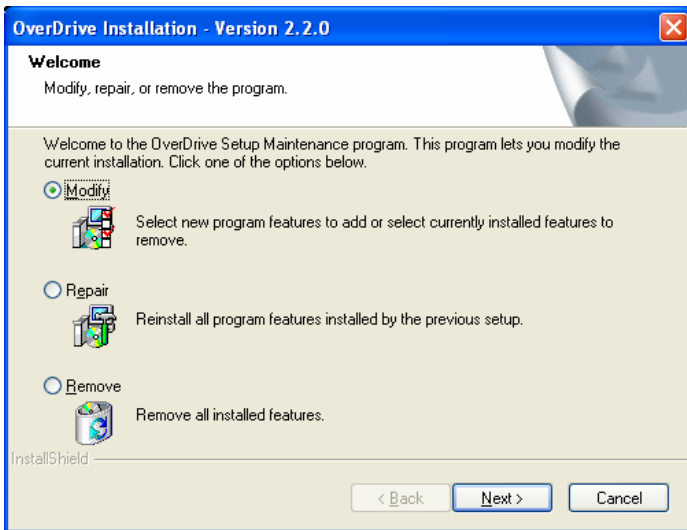 OverDrive Installation - Version 2.2.0
Welcome
Modify, repair, or remove the program.
Welcome to the OverDrive Setup Maintenance program. This program lets you modify the
current installation. Click one of the options below.
Modify
Select new program features to add or select currently installed features to
remove.
Repair
Reinstall all program features installed by the previous setup.
Remove
Remove all installed features.
InstallShield
< Back Next > Cancel